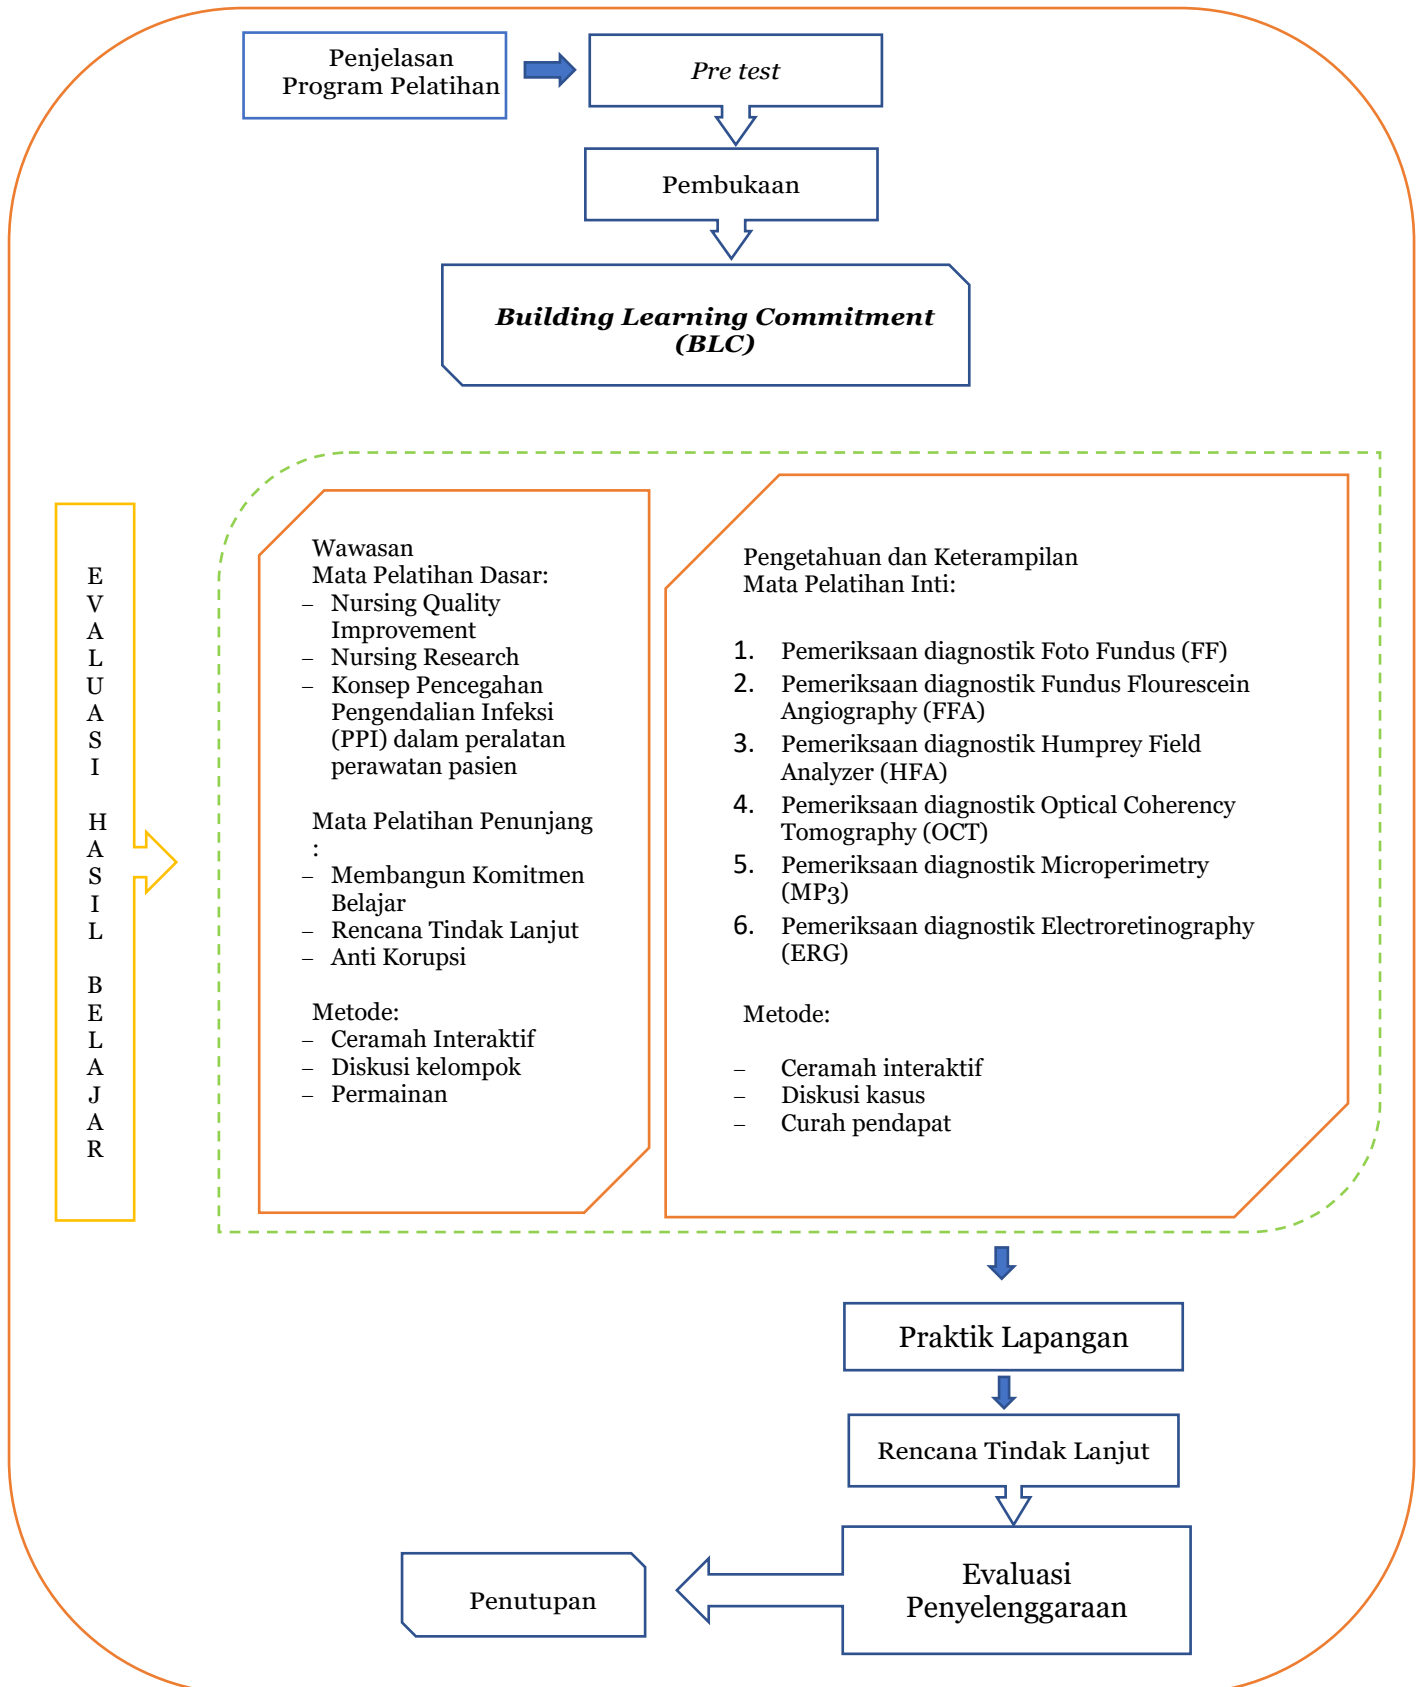 Penjelasan
Program Pelatihan
Pre test
Pembukaan
Building Learning Commitment
(BLC)
EVALUASI HASIL BELAJAR
Wawasan
Mata Pelatihan Dasar:
– Nursing Quality
Improvement
– Nursing Research
– Konsep Pencegahan
Pengendalian Infeksi
(PPI) dalam peralatan
perawatan pasien
Mata Pelatihan Penunjang
:
– Membangun Komitmen
Belajar
– Rencana Tindak Lanjut
– Anti Korupsi
Metode:
– Ceramah Interaktif
– Diskusi kelompok
– Permainan
Pengetahuan dan Keterampilan
Mata Pelatihan Inti:
1. Pemeriksaan diagnostik Foto Fundus (FF)
2. Pemeriksaan diagnostik Fundus Flourescein
Angiography (FFA)
3. Pemeriksaan diagnostik Humprey Field
Analyzer (HFA)
4. Pemeriksaan diagnostik Optical Coherency
Tomography (OCT)
5. Pemeriksaan diagnostik Microperimetry
(MP3)
6. Pemeriksaan diagnostik Electroretinography
(ERG)
Metode:
– Ceramah interaktif
– Diskusi kasus
– Curah pendapat
Praktik Lapangan
Rencana Tindak Lanjut
Evaluasi
Penyelenggaraan
Penutupan